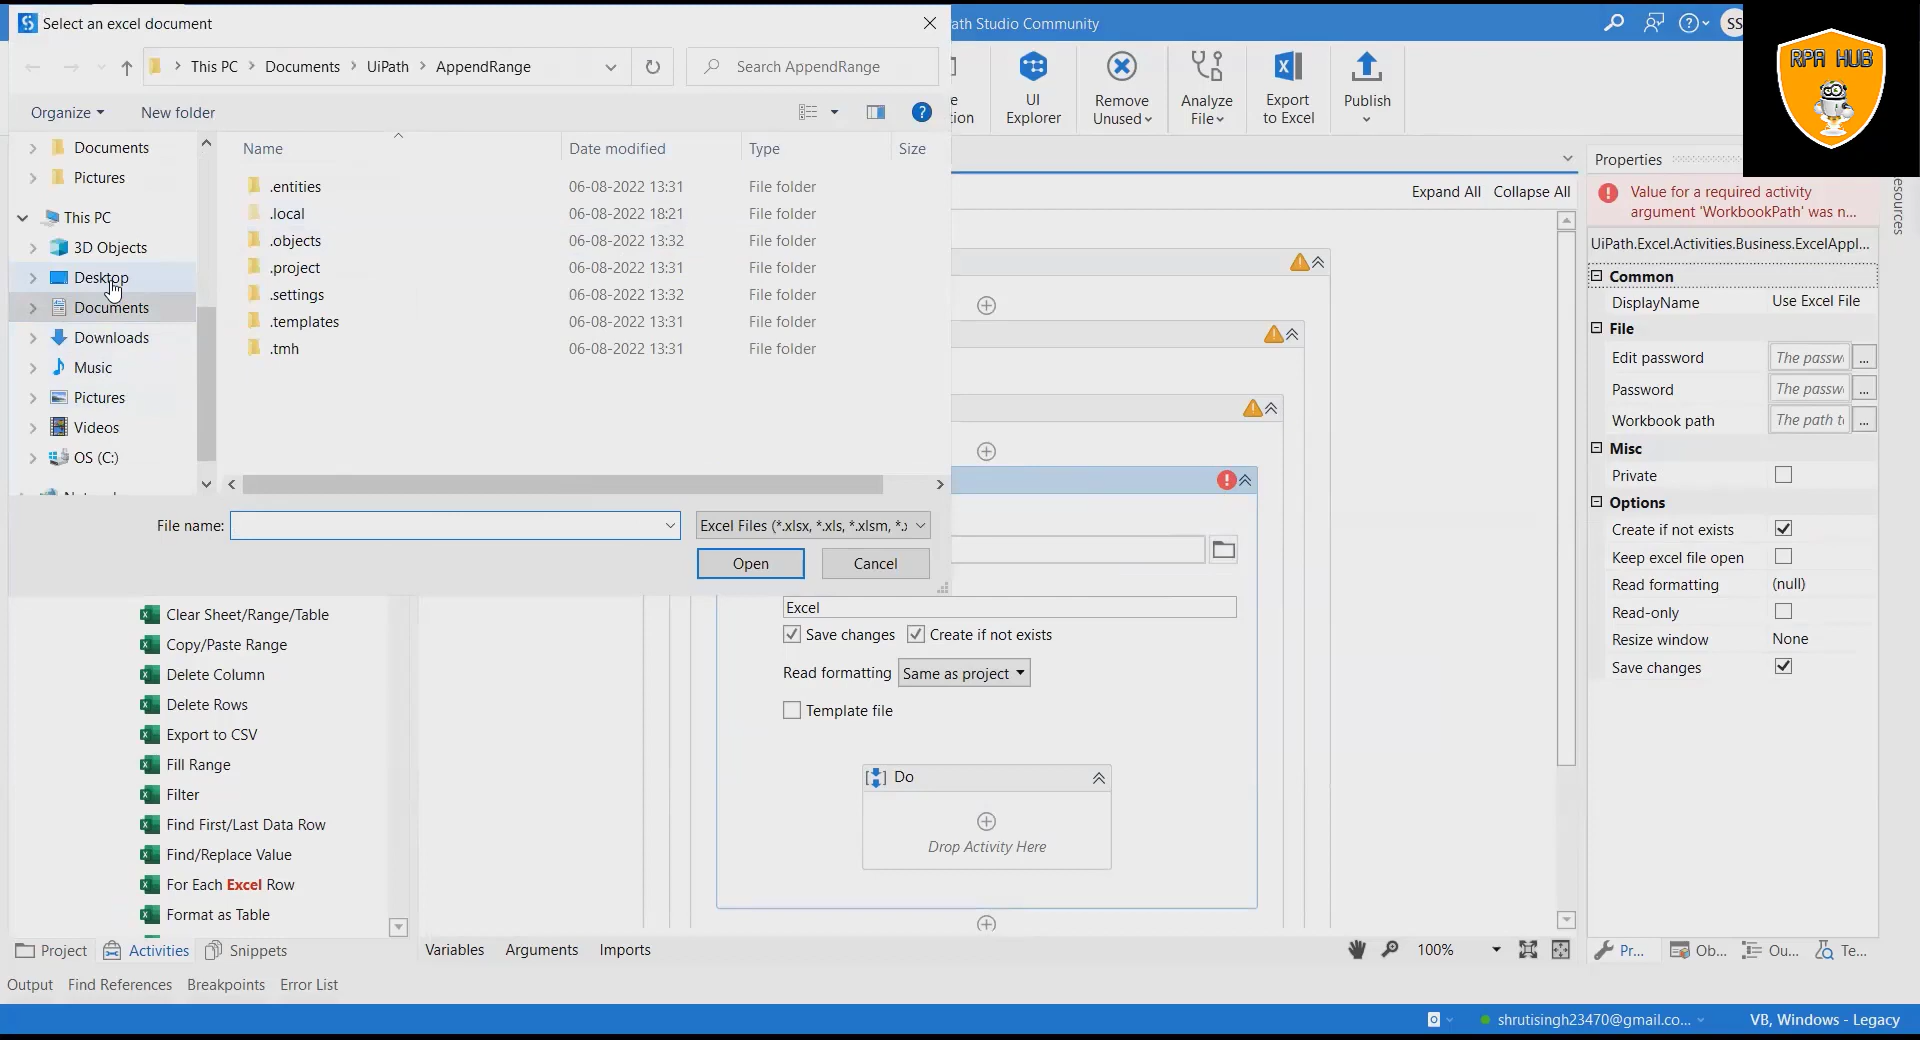 Select an excel document
Path Studio Community
SS
RPA HUB
This PC
Documents
UiPath
AppendRange
Search AppendRange
Organize
New folder
UI Explorer
Remove Unused
Analyze File
Export to Excel
Publish
Documents
Pictures
This PC
3D Objects
Desktop
Documents
Downloads
Music
Pictures
Videos
OS (C:)
Name
Date modified
Type
Size
.entities 06-08-2022 13:31 File folder
.local 06-08-2022 18:21 File folder
.objects 06-08-2022 13:32 File folder
.project 06-08-2022 13:31 File folder
.settings 06-08-2022 13:32 File folder
.templates 06-08-2022 13:31 File folder
.tmh 06-08-2022 13:31 File folder
File name:
Excel Files (*.xlsx, *.xls, *.xlsm, *.
Open
Cancel
Expand All Collapse All
Excel
Save changes
Create if not exists
Read formatting
Same as project
Template file
Do
Drop Activity Here
Clear Sheet/Range/Table
Copy/Paste Range
Delete Column
Delete Rows
Export to CSV
Fill Range
Filter
Find First/Last Data Row
Find/Replace Value
For Each Excel Row
Format as Table
Properties
Value for a required activity
argument 'WorkbookPath' was n...
UiPath.Excel.Activities.Business.ExcelAppl...
Common
DisplayName Use Excel File
File
Edit password The passw
Password The passw
Workbook path The path t
Misc
Private
Options
Create if not exists
Keep excel file open
Read formatting (null)
Read-only
Resize window None
Save changes
esources
Project
Activities
Snippets
Variables
Arguments
Imports
100%
Pr...
Ob...
Ou...
Te...
Output
Find References
Breakpoints
Error List
shrutisingh23470@gmail.co...
VB, Windows - Legacy